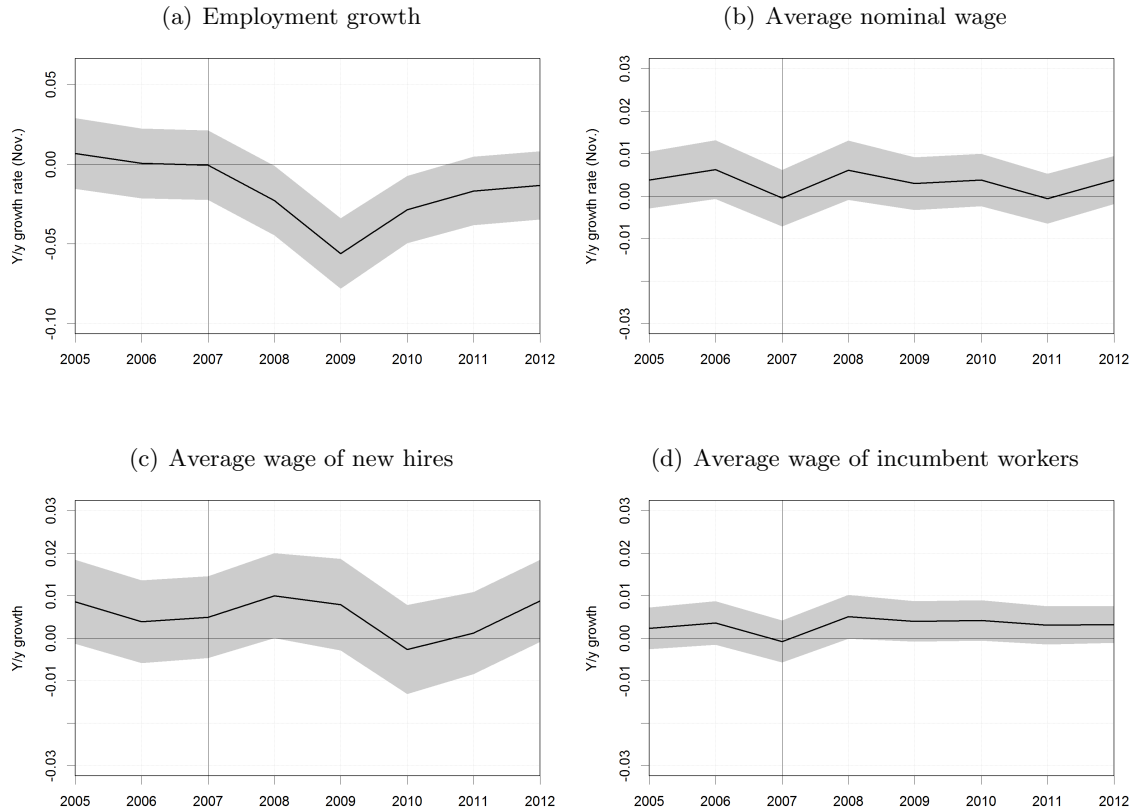 (a) Employment growth
(b) Average nominal wage
Y/y growth rate (Nov.)
0.05
0.00
-0.05
-0.10
2005 2006 2007 2008 2009 2010 2011 2012
Y/y growth rate (Nov.)
0.03
0.02
0.01
0.00
-0.01
-0.03
2005 2006 2007 2008 2009 2010 2011 2012
(c) Average wage of new hires
(d) Average wage of incumbent workers
Y/y growth
0.03
0.02
0.01
0.00
-0.01
-0.03
2005 2006 2007 2008 2009 2010 2011 2012
Y/y growth
0.03
0.02
0.01
0.00
-0.01
-0.03
2005 2006 2007 2008 2009 2010 2011 2012